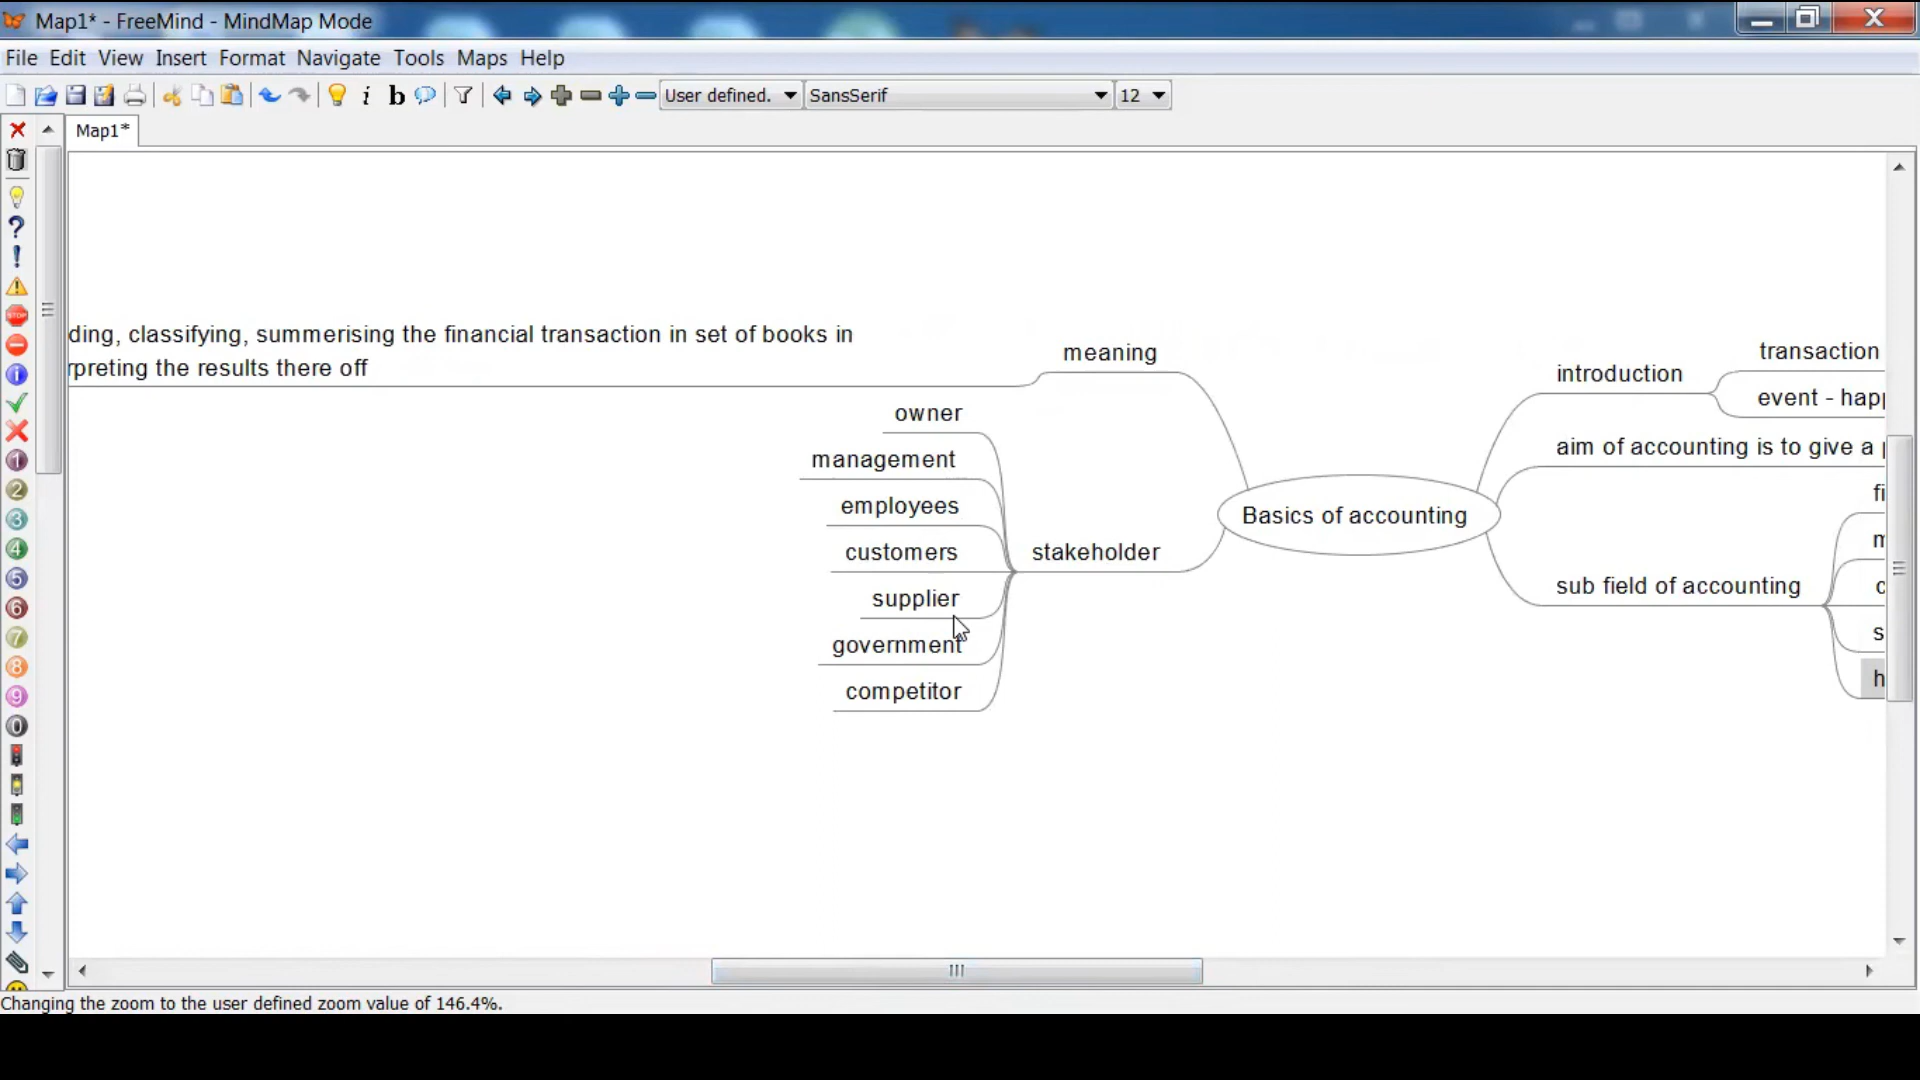 Map1* - FreeMind - MindMap Mode
File Edit View Insert Format Navigate Tools Maps Help
User defined. SansSerif 12
Map1*
ding, classifying, summerising the financial transaction in set of books in
rpreting the results there off
meaning
owner
management
employees
customers
supplier
government
competitor
stakeholder
Basics of accounting
introduction
transaction
event - hap
aim of accounting is to give a
sub field of accounting
fi
m
c
s
h
Changing the zoom to the user defined zoom value of 146.4%.